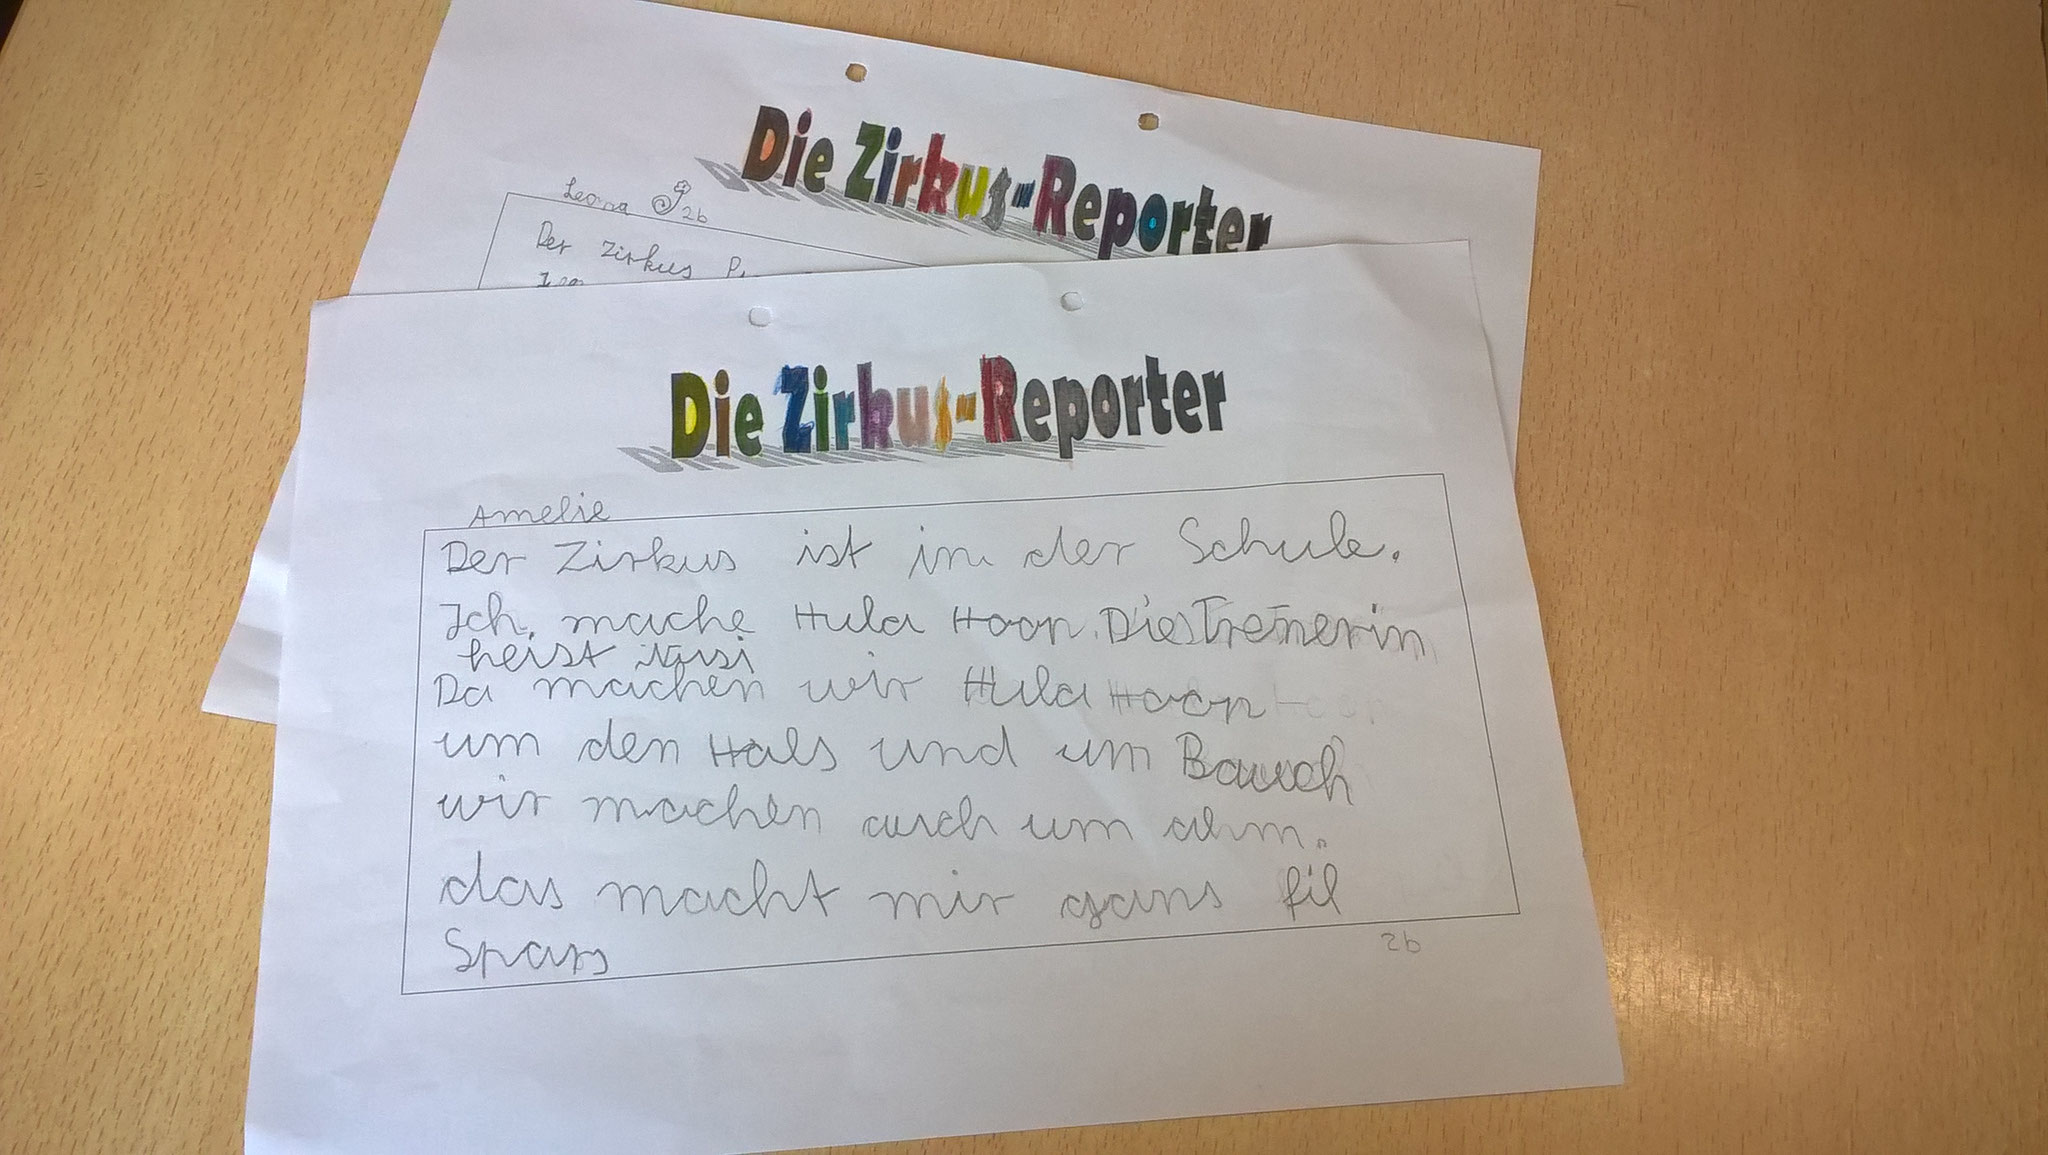 Die Zirkus-Reporter
Leona 2b
Der Zirkus
Die Zirkus-Reporter
Amelie
Der Zirkus ist in der Schule.
Ich mache Hula Hoop. Die Treinerin
heist
Da machen wir Hula Hoop
um den Hals und um Bauch
wir machen auch um ahm.
das macht mir gans fil
Spass
2b